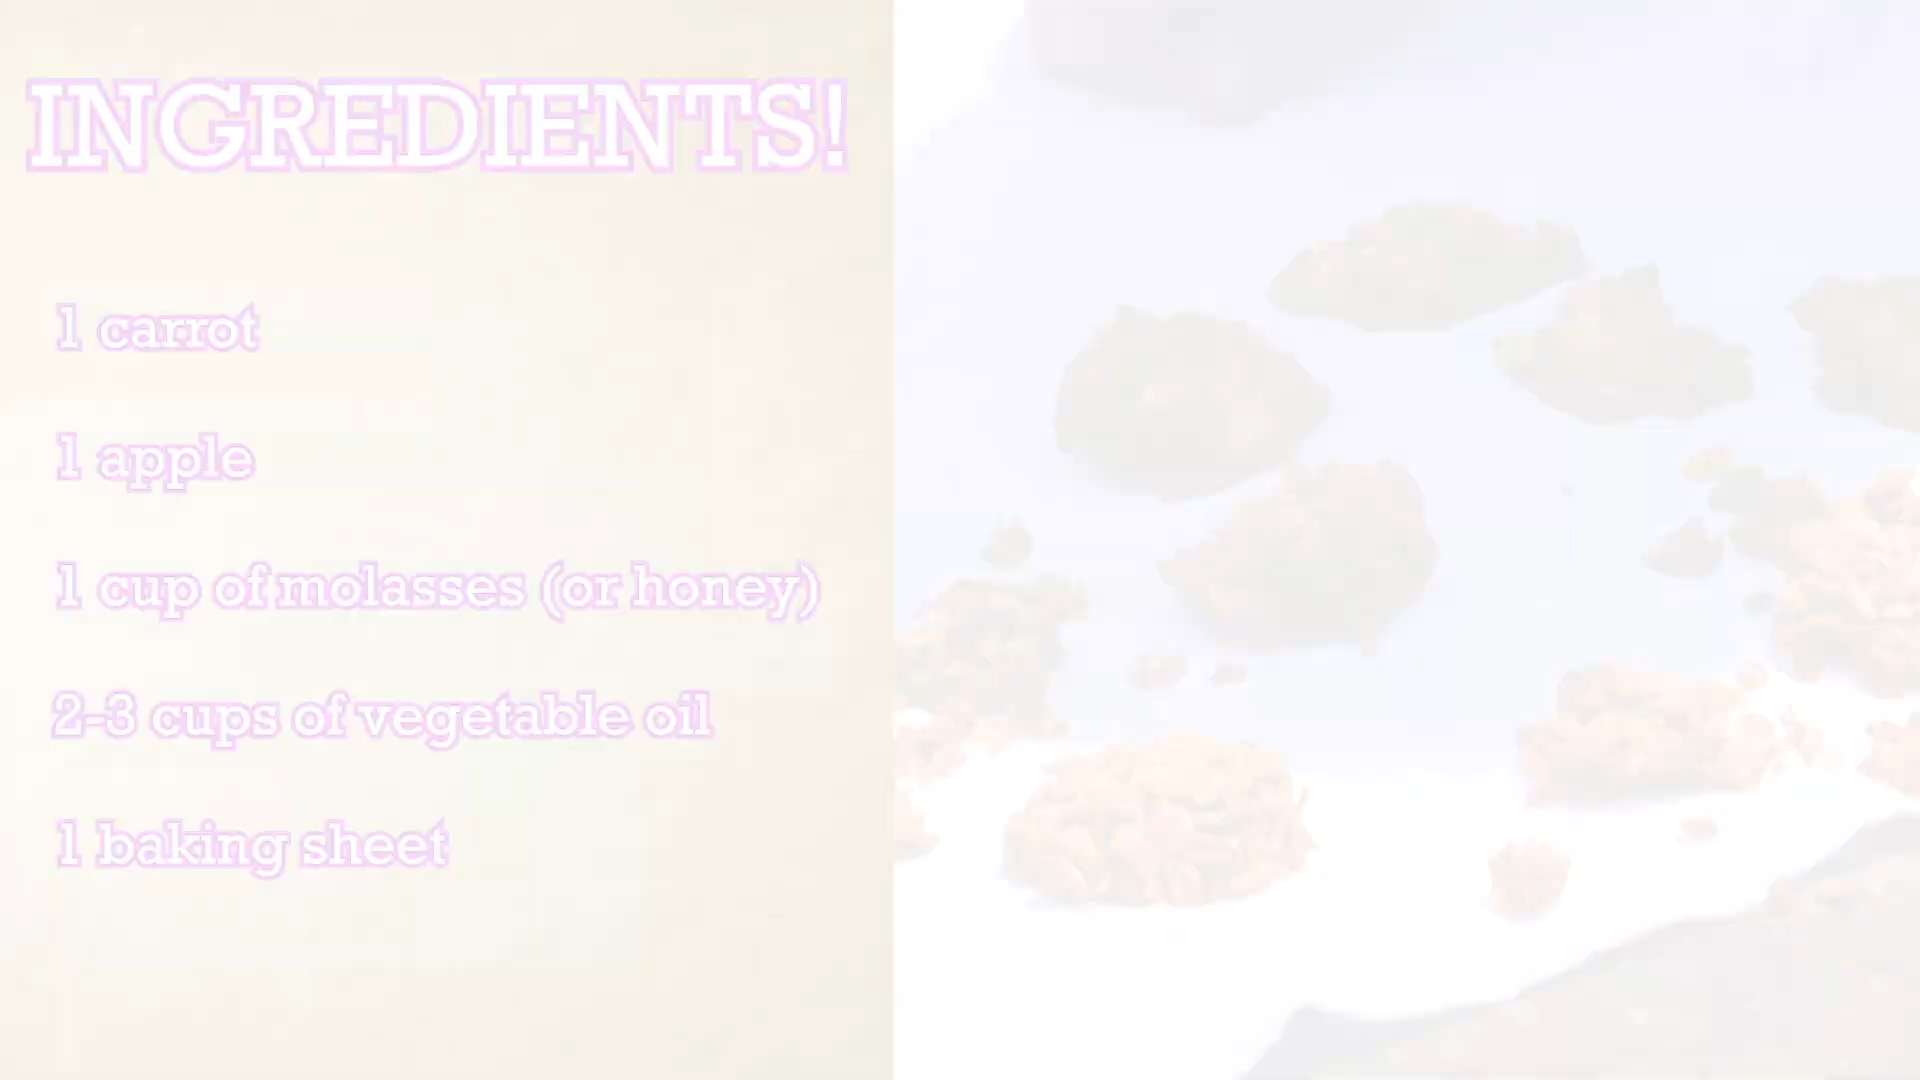 INGREDIENTS!
1 carrot
1 apple
1 cup of molasses (or honey)
2-3 cups of vegetable oil
1 baking sheet